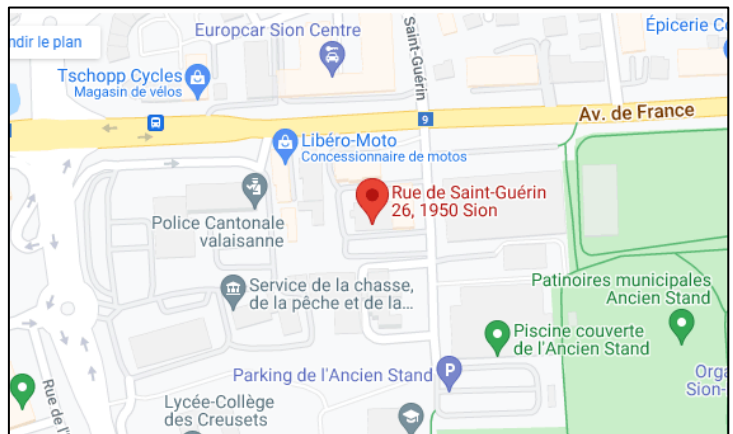 Europcar Sion Centre
Épicerie C
ndir le plan
Saint-Guérin
Tschopp Cycles
Magasin de vélos
Av. de France
9
Libéro-Moto
Concessionnaire de motos
Rue de Saint-Guérin
26, 1950 Sion
Police Cantonale
valaisanne
Service de la chasse,
de la pêche et de la...
Patinoires municipales
Ancien Stand
Piscine couverte
de l'Ancien Stand
Parking de l'Ancien Stand
P
Orga
Sion-
Rue de l'
Lycée-Collège
des Creusets